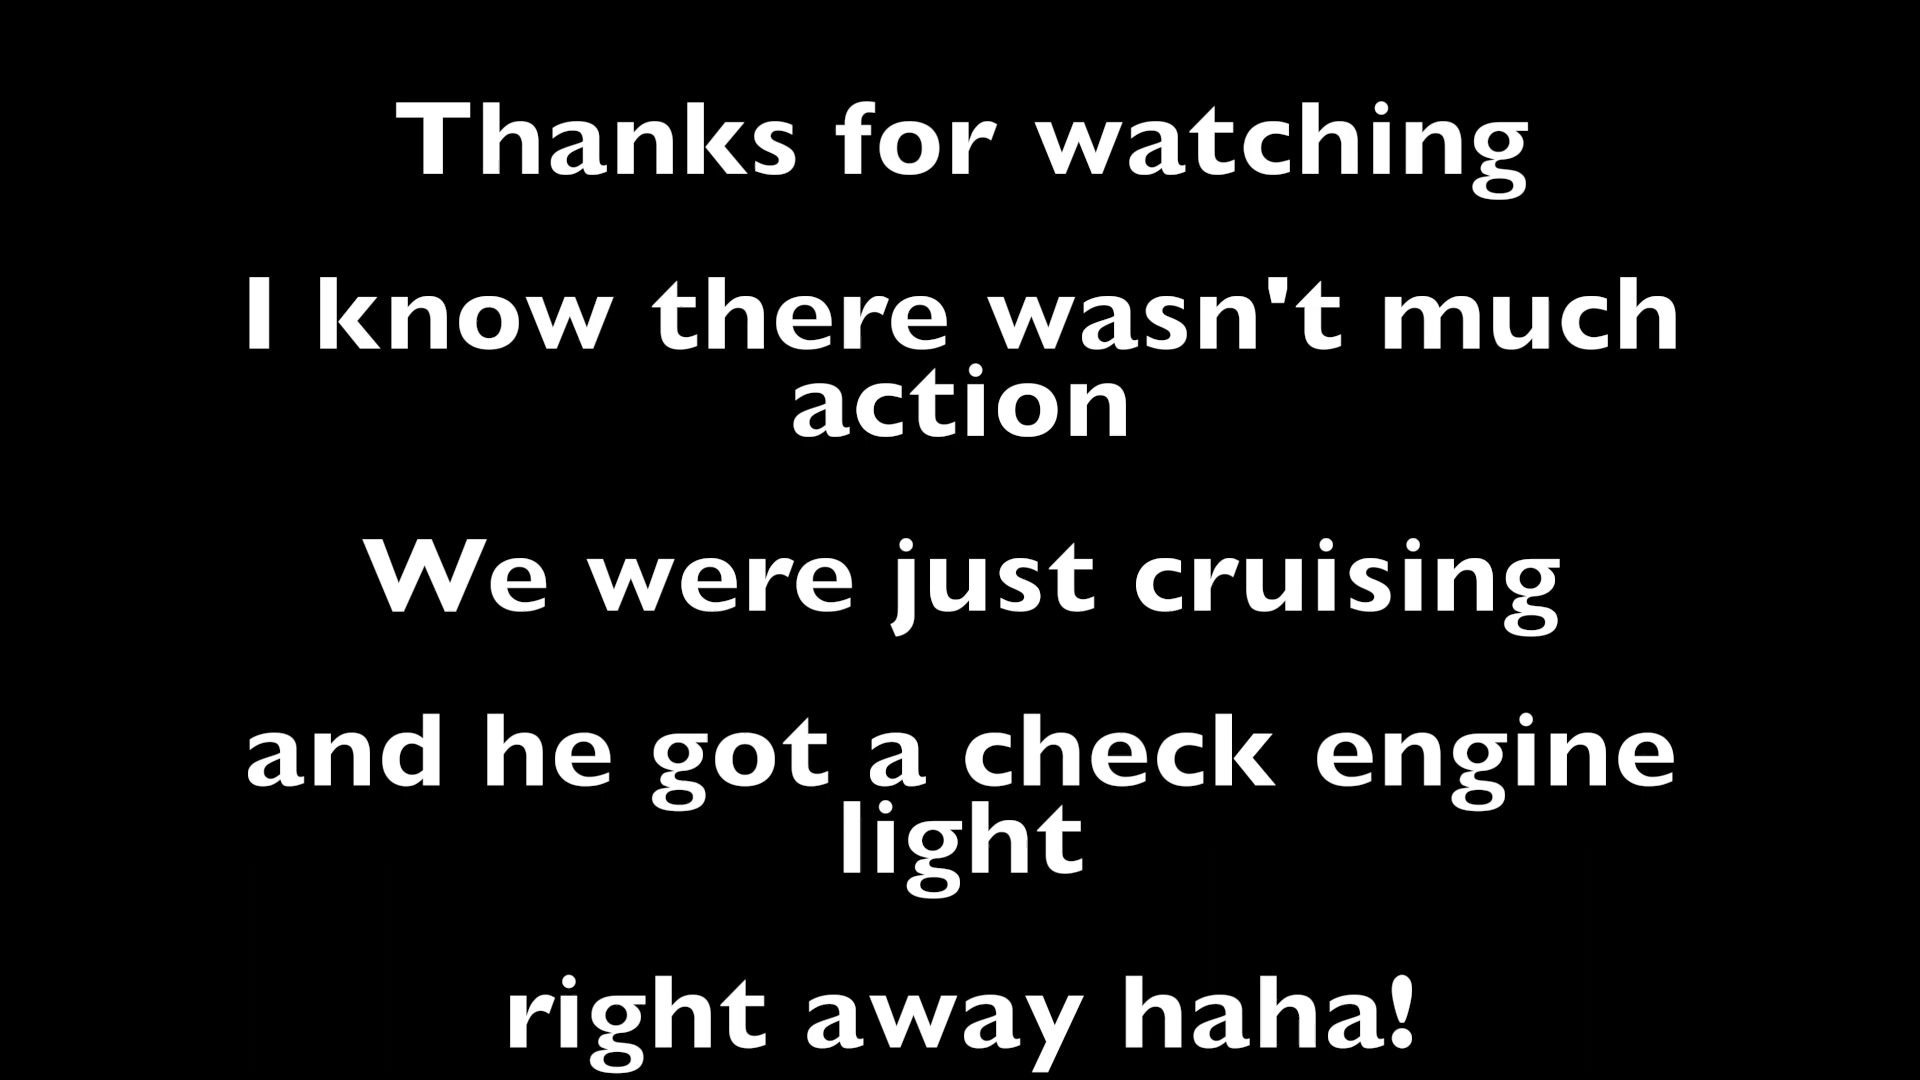 Thanks for watching
I know there wasn't much
action
We were just cruising
and he got a check engine
light
right away haha!